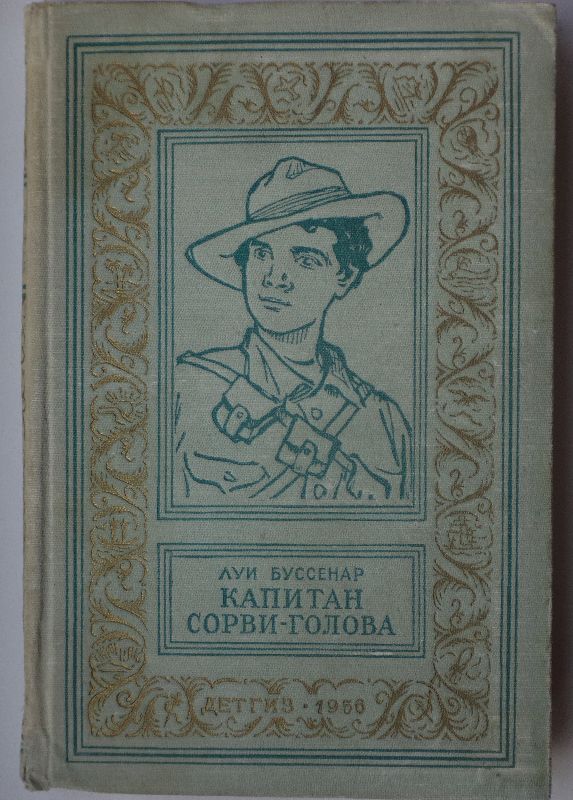 ЛУИ БУССЕНАР
КАПИТАН
СОРВИ-ГОЛОВА
ДЕТГИЗ · 1956